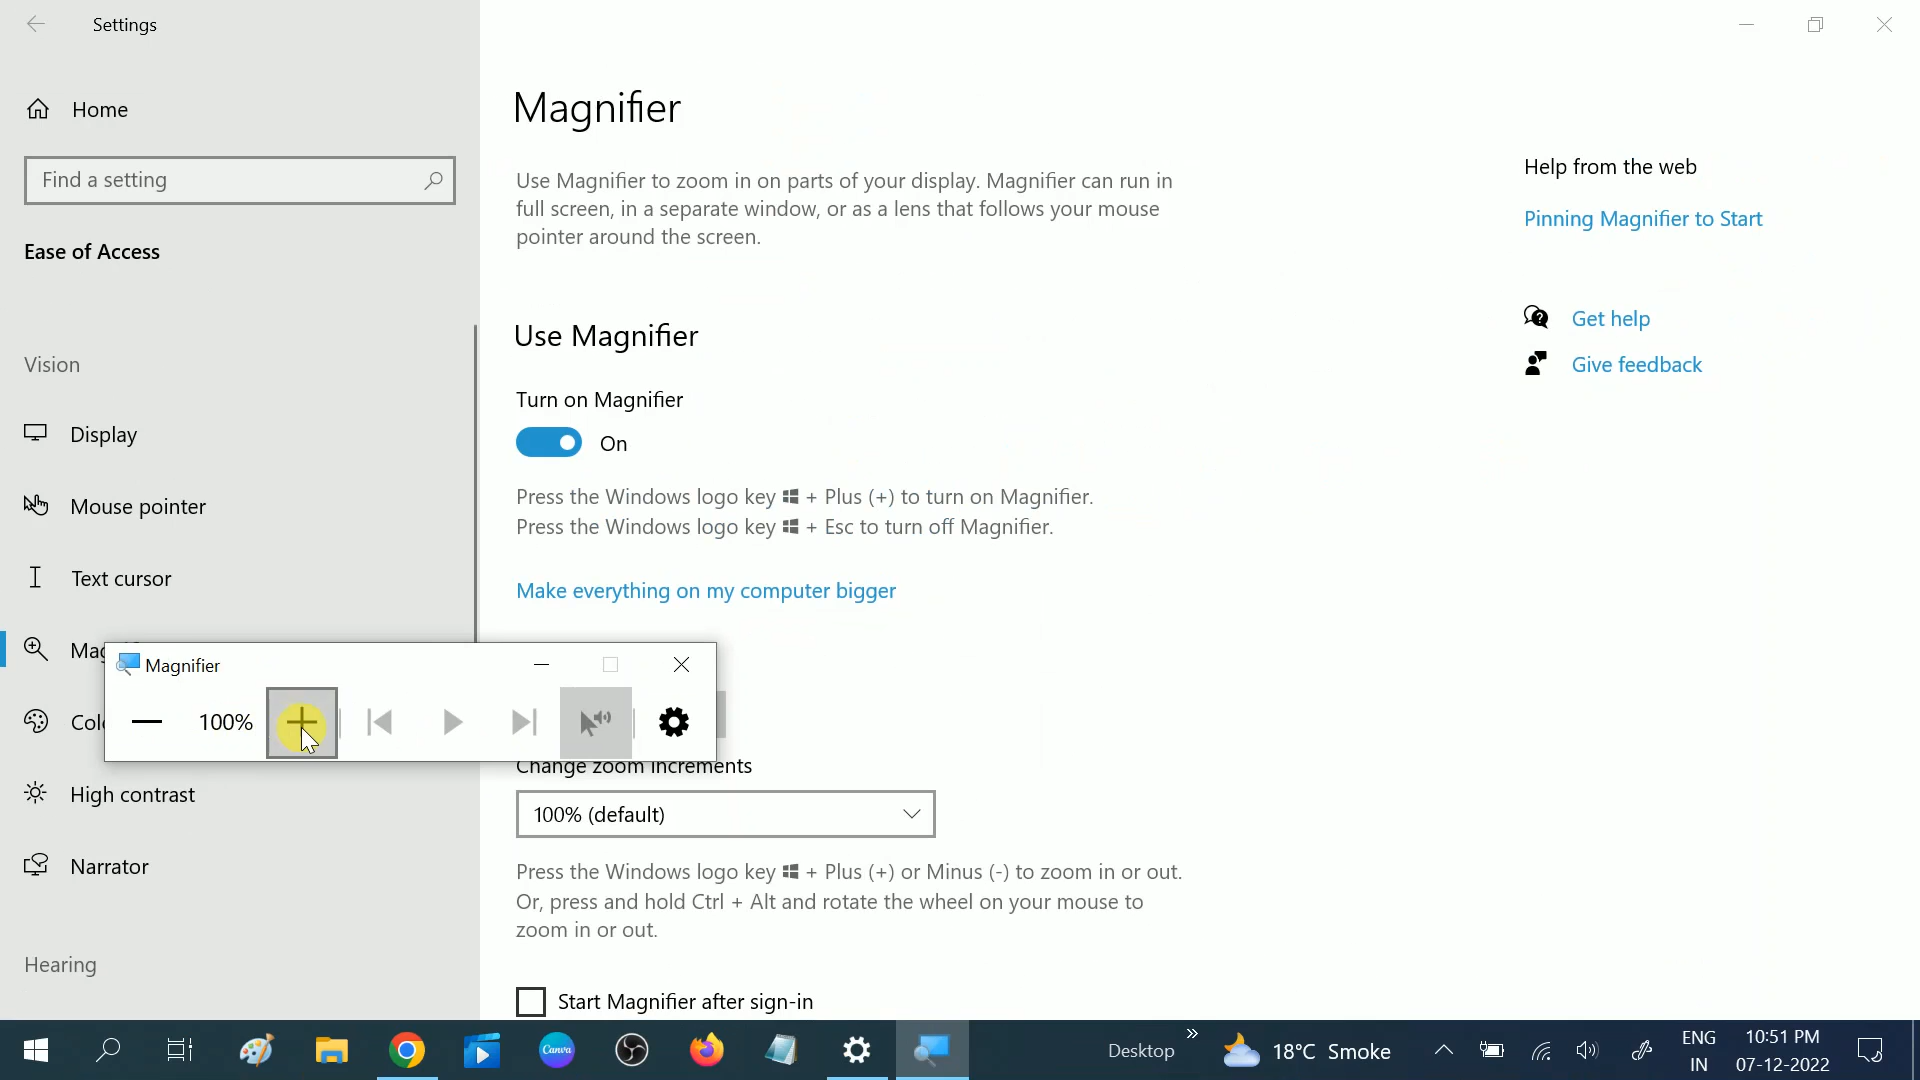 Settings
Home
Find a setting
Ease of Access
Vision
Display
Mouse pointer
Text cursor
High contrast
Narrator
Hearing
Magnifier
Use Magnifier to zoom in on parts of your display. Magnifier can run in
full screen, in a separate window, or as a lens that follows your mouse
pointer around the screen.
Use Magnifier
Turn on Magnifier
On
Press the Windows logo key + Plus (+) to turn on Magnifier.
Press the Windows logo key + Esc to turn off Magnifier.
Make everything on my computer bigger
Magnifier
100%
Change zoom increments
100% (default)
Press the Windows logo key + Plus (+) or Minus (-) to zoom in or out.
Or, press and hold Ctrl + Alt and rotate the wheel on your mouse to
zoom in or out.
Start Magnifier after sign-in
Help from the web
Pinning Magnifier to Start
Get help
Give feedback
Canva
Desktop
18°C Smoke
ENG
IN
10:51 PM
07-12-2022